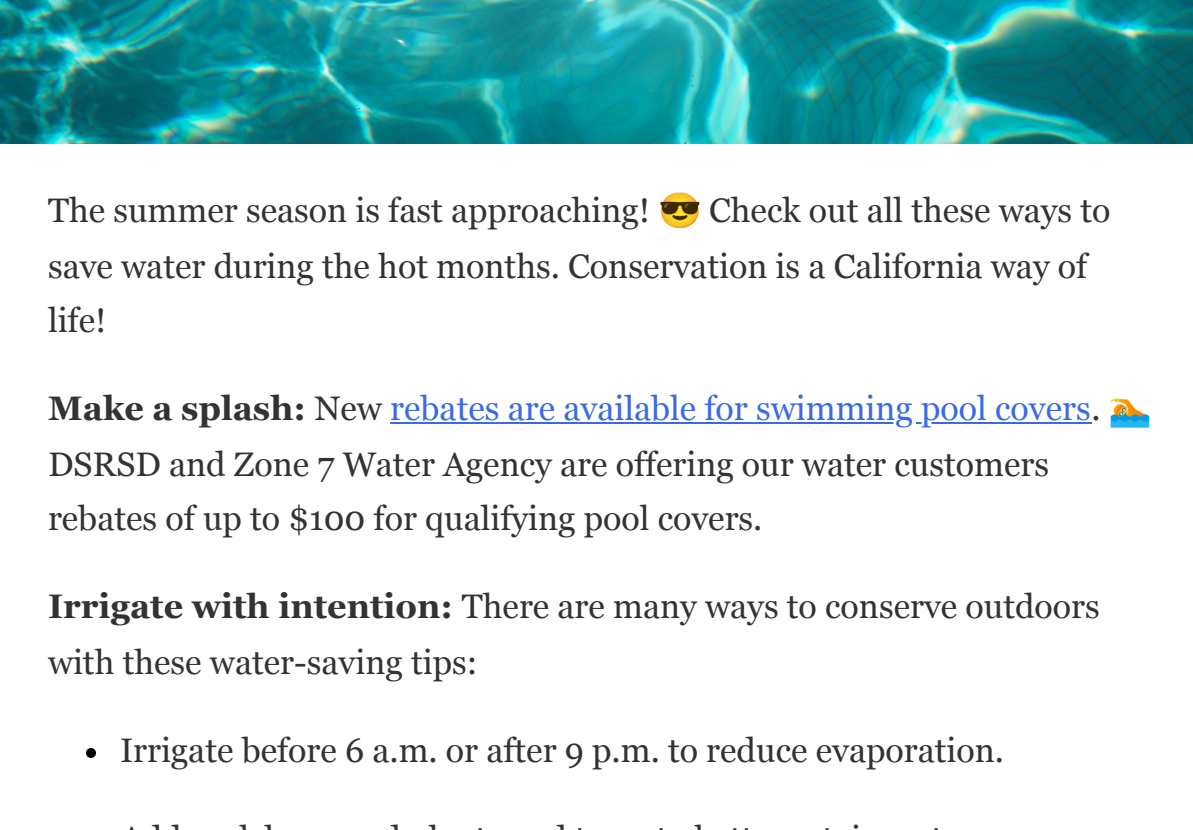 The summer season is fast approaching! 😎 Check out all these ways to
save water during the hot months. Conservation is a California way of
life!
Make a splash: New rebates are available for swimming pool covers. 🏊
DSRSD and Zone 7 Water Agency are offering our water customers
rebates of up to $100 for qualifying pool covers.
Irrigate with intention: There are many ways to conserve outdoors
with these water-saving tips:
• Irrigate before 6 a.m. or after 9 p.m. to reduce evaporation.